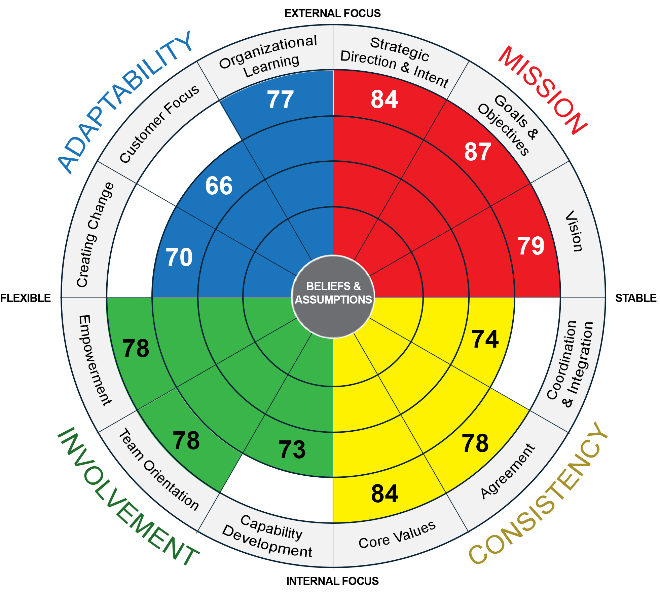 EXTERNAL FOCUS
ADAPTABILITY
MISSION
Organizational
Learning
Strategic
Direction & Intent
Customer Focus
Goals &
Objectives
Creating Change
Vision
77
84
66
87
70
79
BELIEFS &
ASSUMPTIONS
FLEXIBLE
STABLE
Empowerment
Coordination
& Integration
78
74
78
78
73
84
Team Orientation
Agreement
Capability
Development
Core Values
INVOLVEMENT
CONSISTENCY
INTERNAL FOCUS